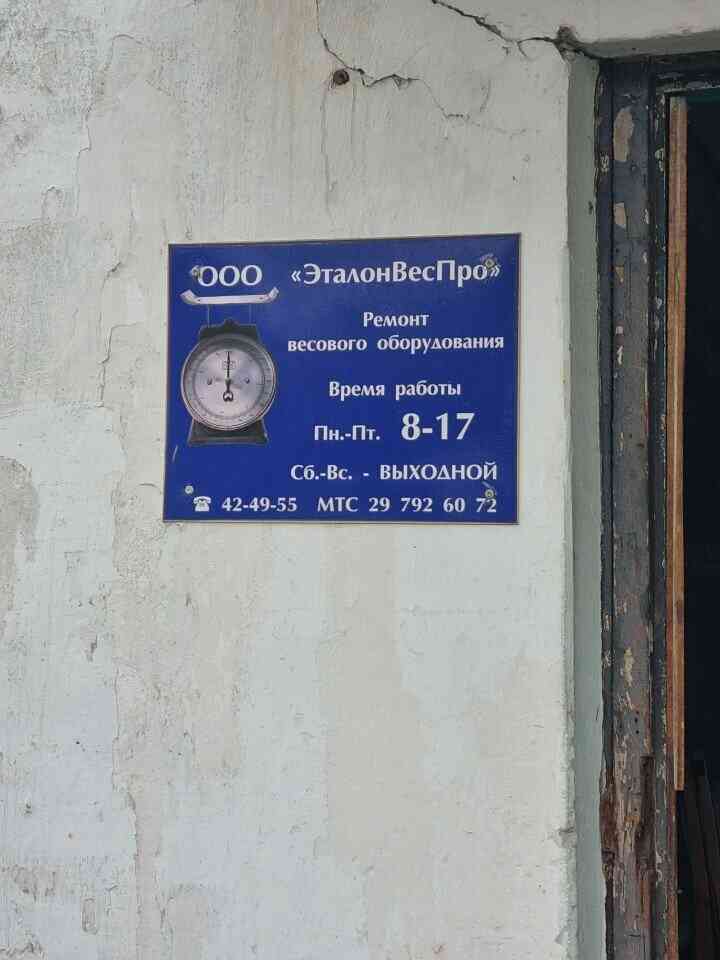 ООО «ЭталонВесПро»
Ремонт
весового оборудования
Время работы
Пн.-Пт. 8-17
Сб.-Вс. - ВЫХОДНОЙ
☎ 42-49-55 МТС 29 792 60 72